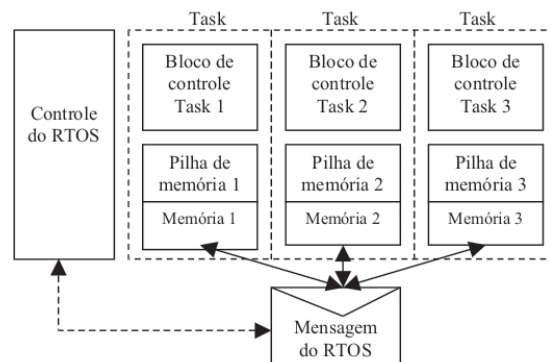 Task
Task
Task
Controle
do RTOS
Bloco de
controle
Task 1
Bloco de
controle
Task 2
Bloco de
controle
Task 3
Pilha de
memória 1
Memória 1
Pilha de
memória 2
Memória 2
Pilha de
memória 3
Memória 3
Mensagem
do RTOS